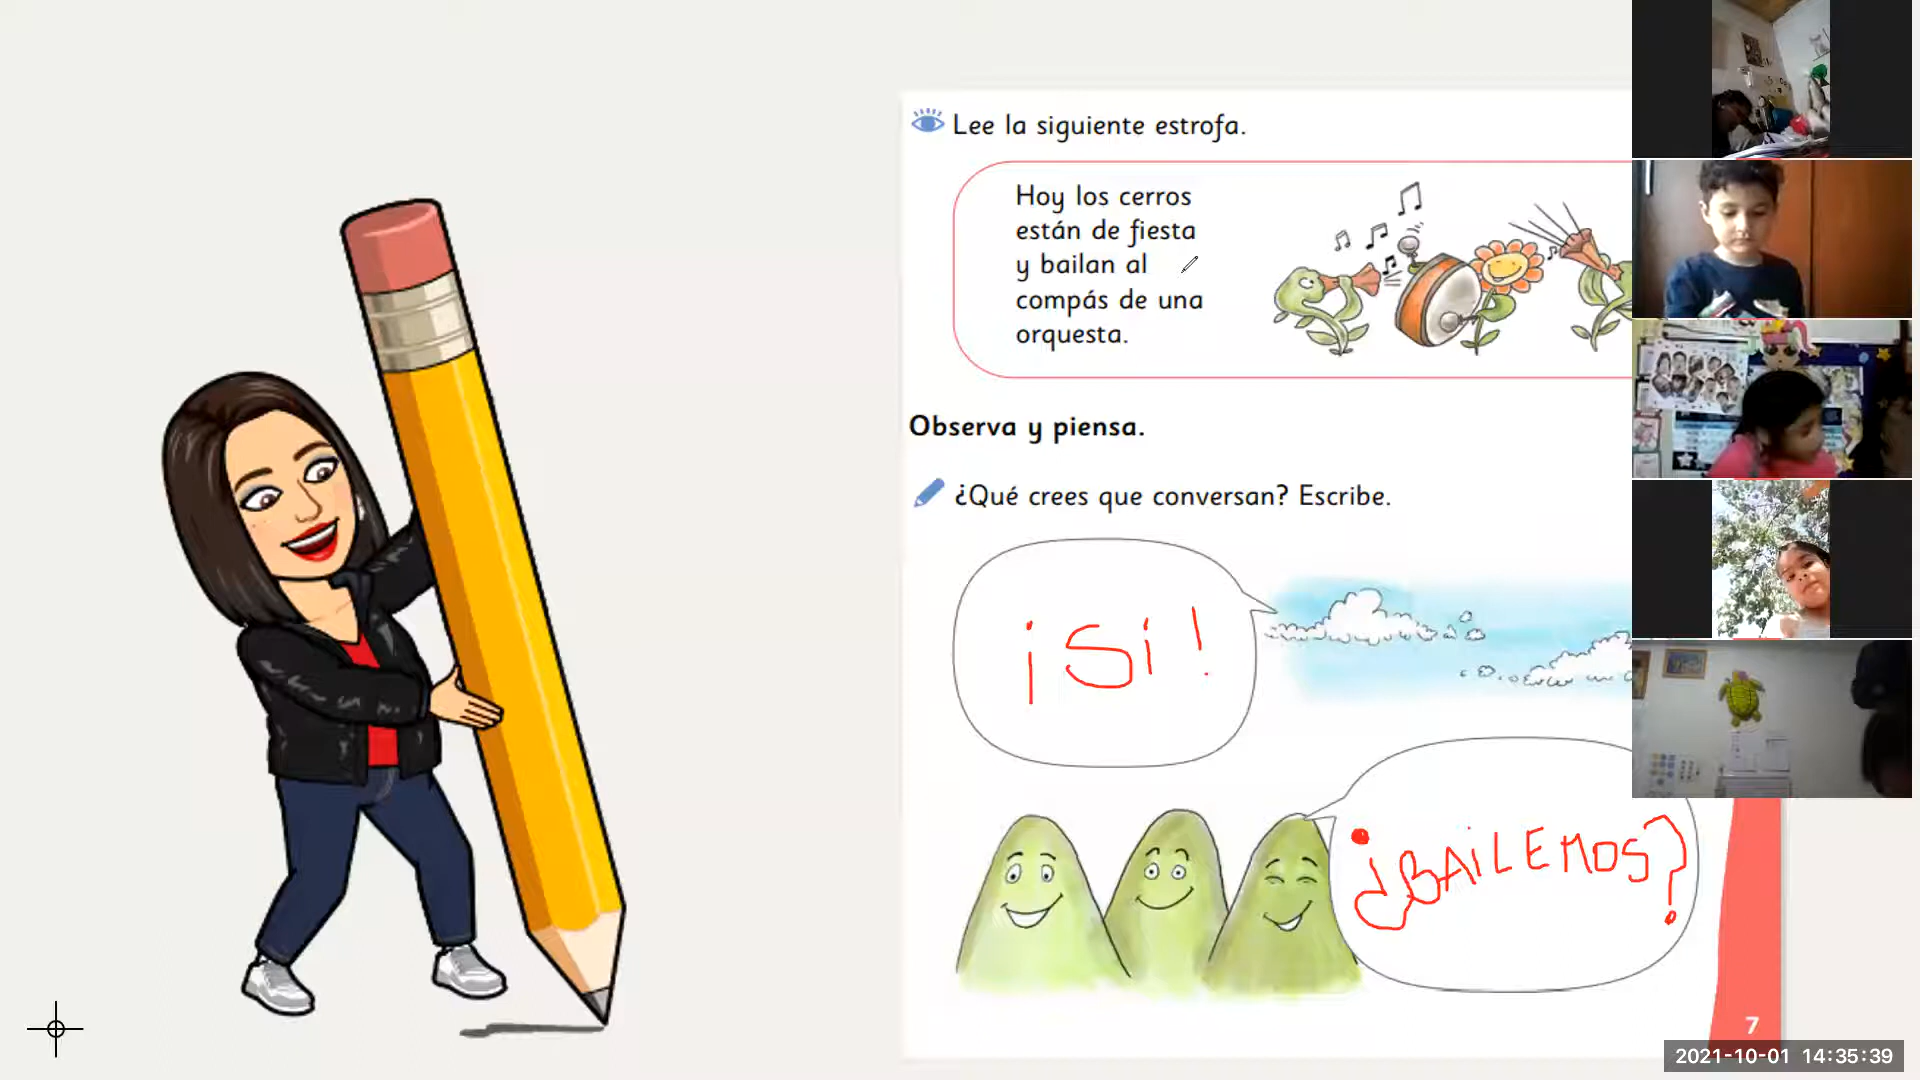 Lee la siguiente estrofa.
Hoy los cerros
están de fiesta
y bailan al
compás de una
orquesta.
Observa y piensa.
¿Qué crees que conversan? Escribe.
¡Sí!
¿BAILEMOS?
7
2021-10-01 14:35:39